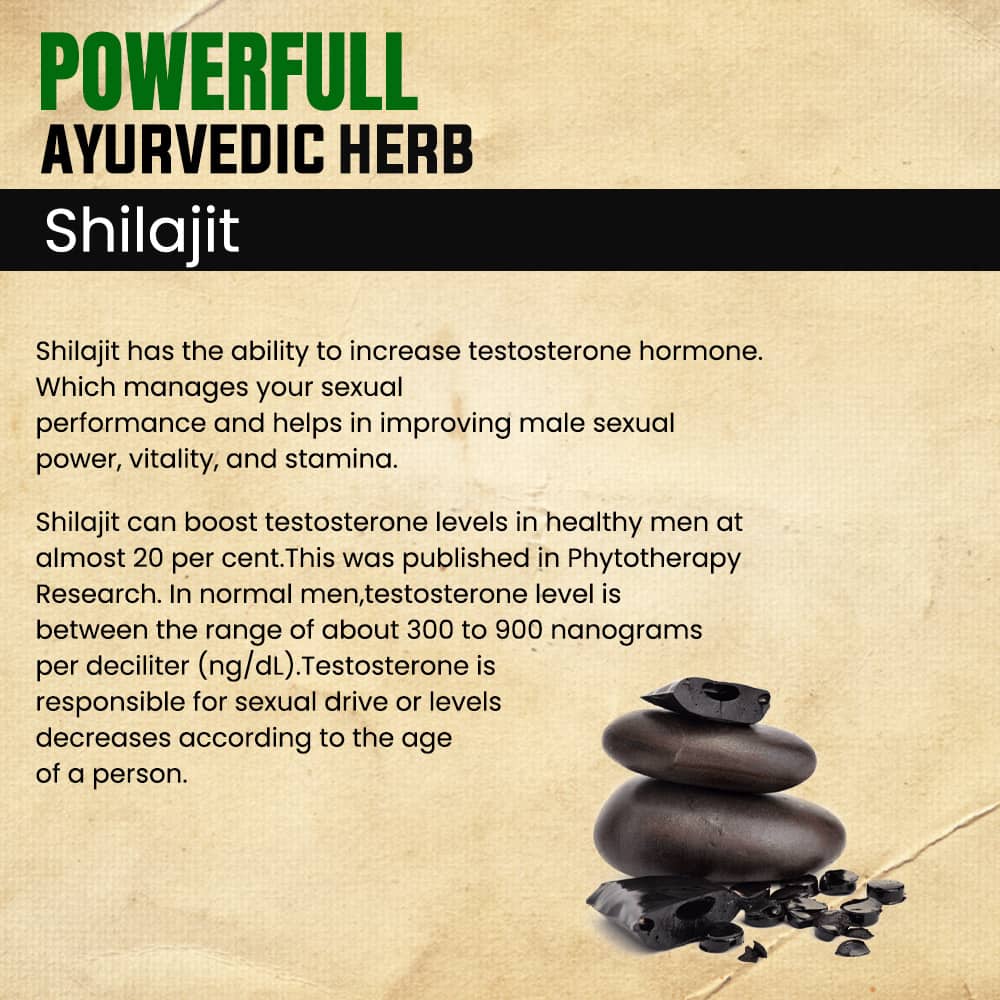 POWERFULL
AYURVEDIC HERB
Shilajit
Shilajit has the ability to increase testosterone hormone.
Which manages your sexual
performance and helps in improving male sexual
power, vitality, and stamina.
Shilajit can boost testosterone levels in healthy men at
almost 20 per cent.This was published in Phytotherapy
Research. In normal men,testosterone level is
between the range of about 300 to 900 nanograms
per deciliter (ng/dL).Testosterone is
responsible for sexual drive or levels
decreases according to the age
of a person.